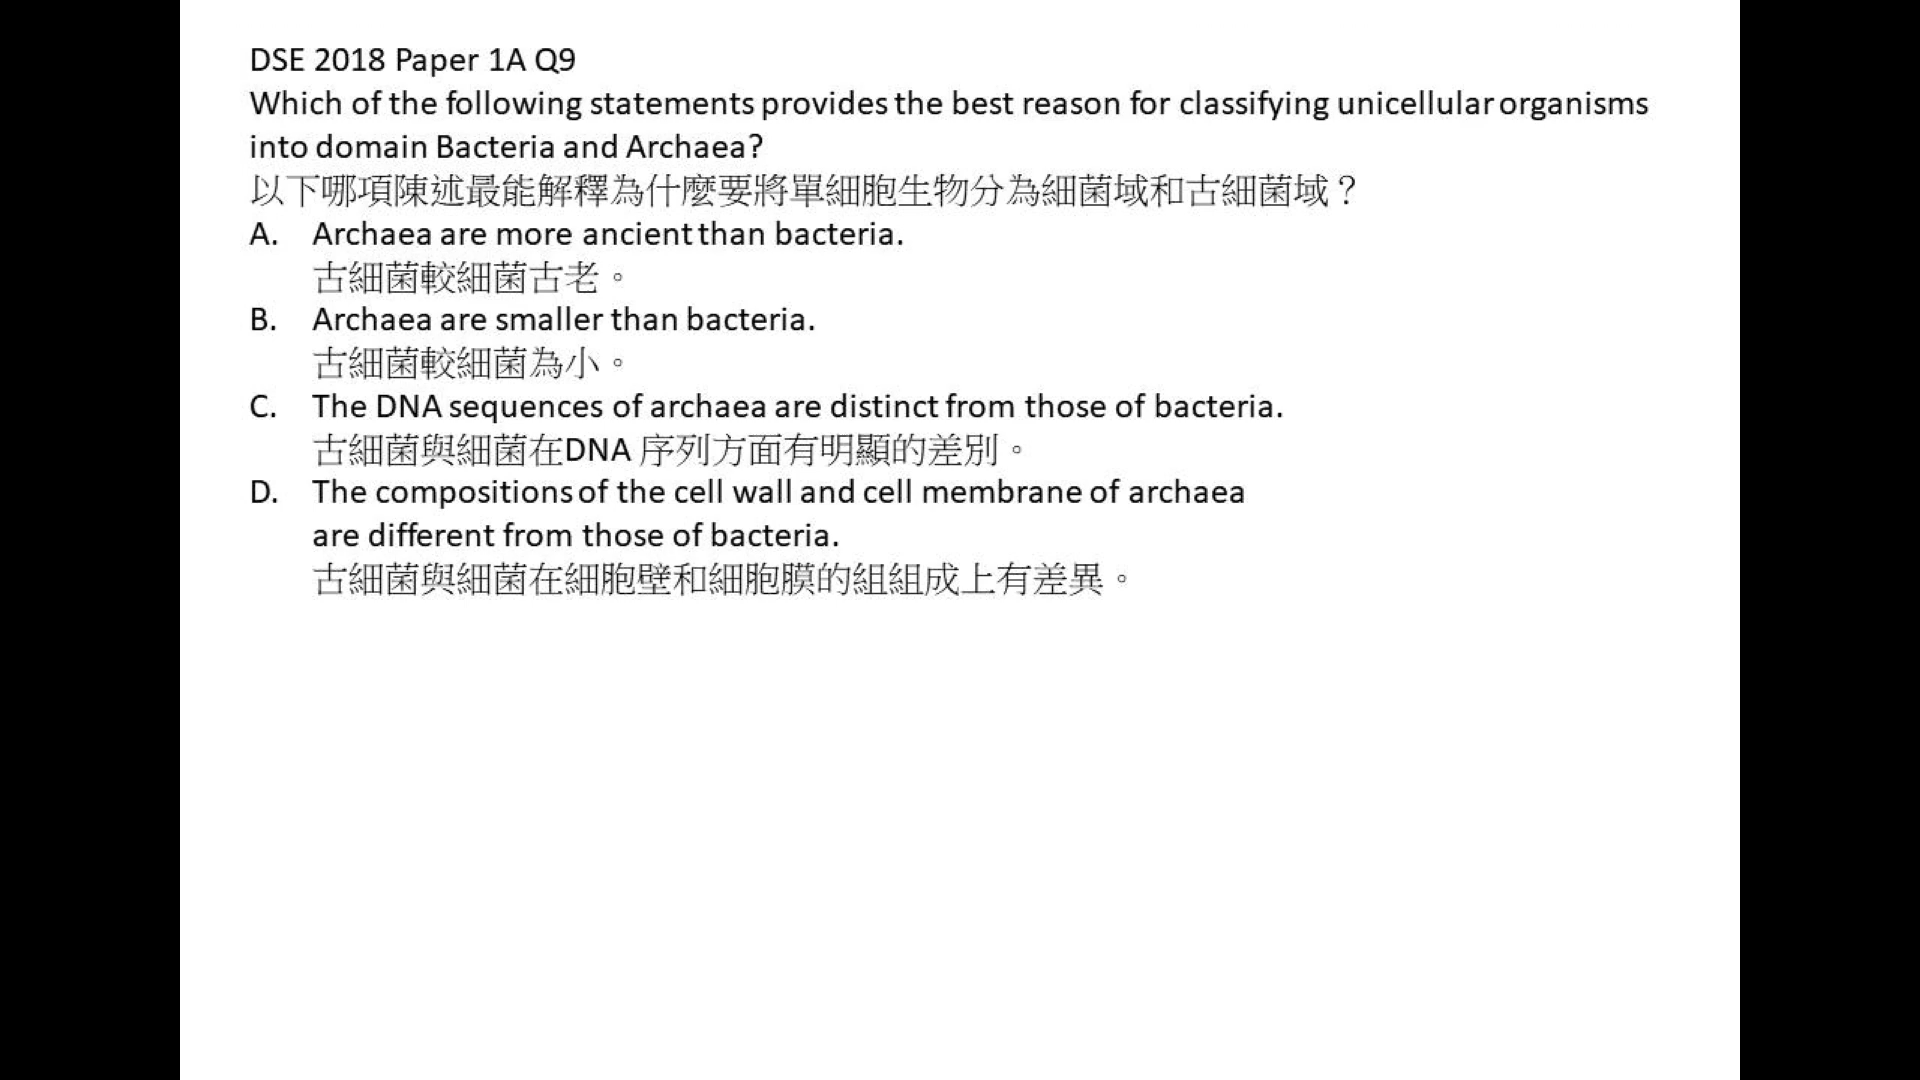 DSE 2018 Paper 1A Q9
Which of the following statements provides the best reason for classifying unicellular organisms
into domain Bacteria and Archaea?
以下哪項陳述最能解釋為什麼要將單細胞生物分為細菌域和古細菌域？
A. Archaea are more ancient than bacteria.
古細菌較細菌古老。
B. Archaea are smaller than bacteria.
古細菌較細菌為小。
C. The DNA sequences of archaea are distinct from those of bacteria.
古細菌與細菌在DNA 序列方面有明顯的差別。
D. The compositions of the cell wall and cell membrane of archaea
are different from those of bacteria.
古細菌與細菌在細胞壁和細胞膜的組組成上有差異。